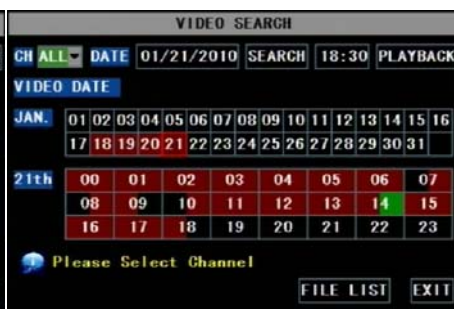 VIDEO SEARCH
CH ALL DATE 01/21/2010 SEARCH 18:30 PLAYBACK
VIDEO DATE
JAN. 01 02 03 04 05 06 07 08 09 10 11 12 13 14 15 16
17 18 19 20 21 22 23 24 25 26 27 28 29 30 31
21th 00 01 02 03 04 05 06 07
08 09 10 11 12 13 14 15
16 17 18 19 20 21 22 23
Please Select Channel
FILE LIST EXIT